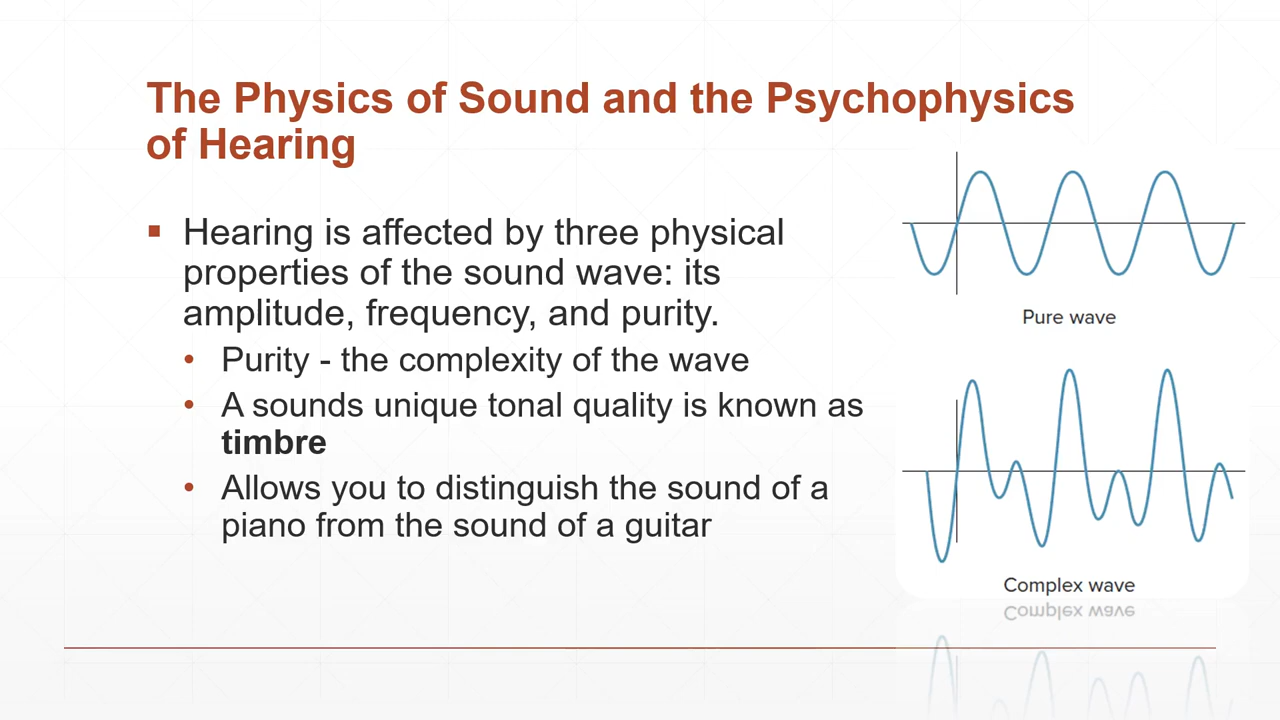 The Physics of Sound and the Psychophysics
of Hearing
▪ Hearing is affected by three physical
properties of the sound wave: its
amplitude, frequency, and purity.
• Purity - the complexity of the wave
• A sounds unique tonal quality is known as
timbre
• Allows you to distinguish the sound of a
piano from the sound of a guitar
Pure wave
Complex wave